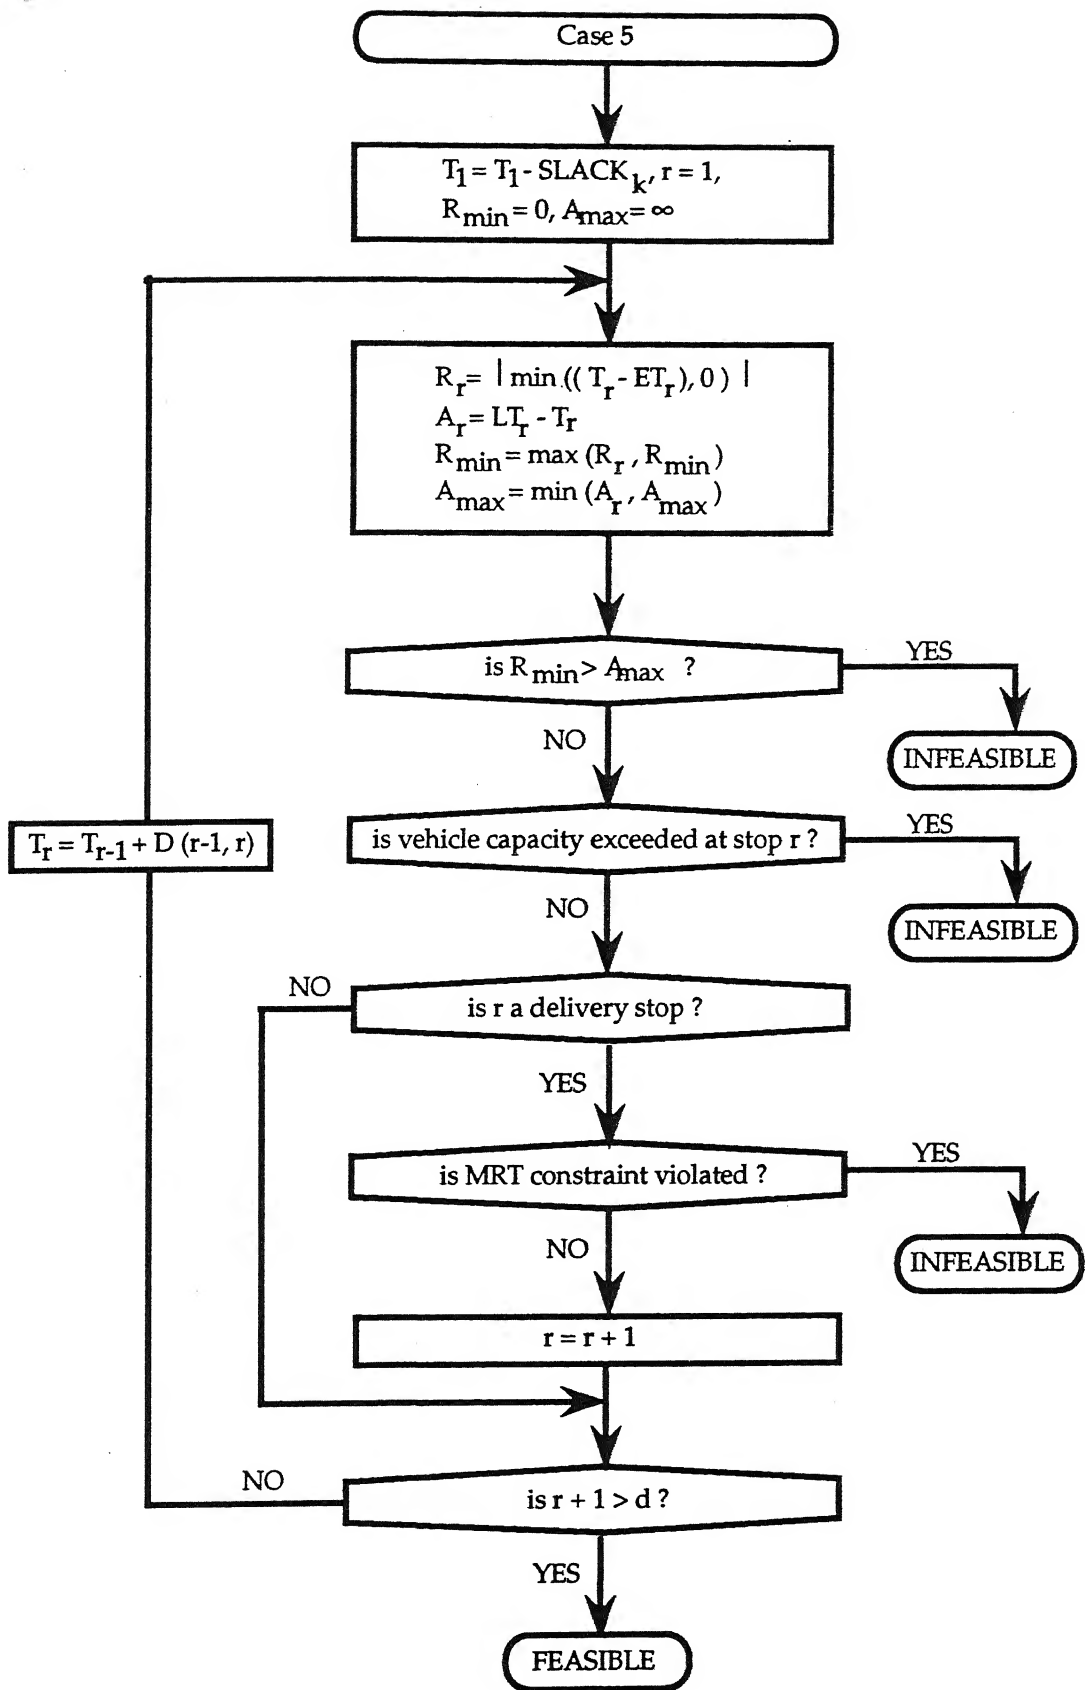 Case 5
T1 = T1 - SLACKk, r = 1,
Rmin = 0, Amax = ∞
Rr = | min.(( Tr - ETr ), 0 ) |
Ar = LTr - Tr
Rmin = max (Rr , Rmin)
Amax = min (Ar , Amax)
is Rmin > Amax ?
YES
INFEASIBLE
NO
Tr = Tr-1 + D (r-1, r)
is vehicle capacity exceeded at stop r ?
YES
INFEASIBLE
NO
is r a delivery stop ?
NO
YES
is MRT constraint violated ?
YES
INFEASIBLE
NO
r = r + 1
is r + 1 > d ?
NO
YES
FEASIBLE